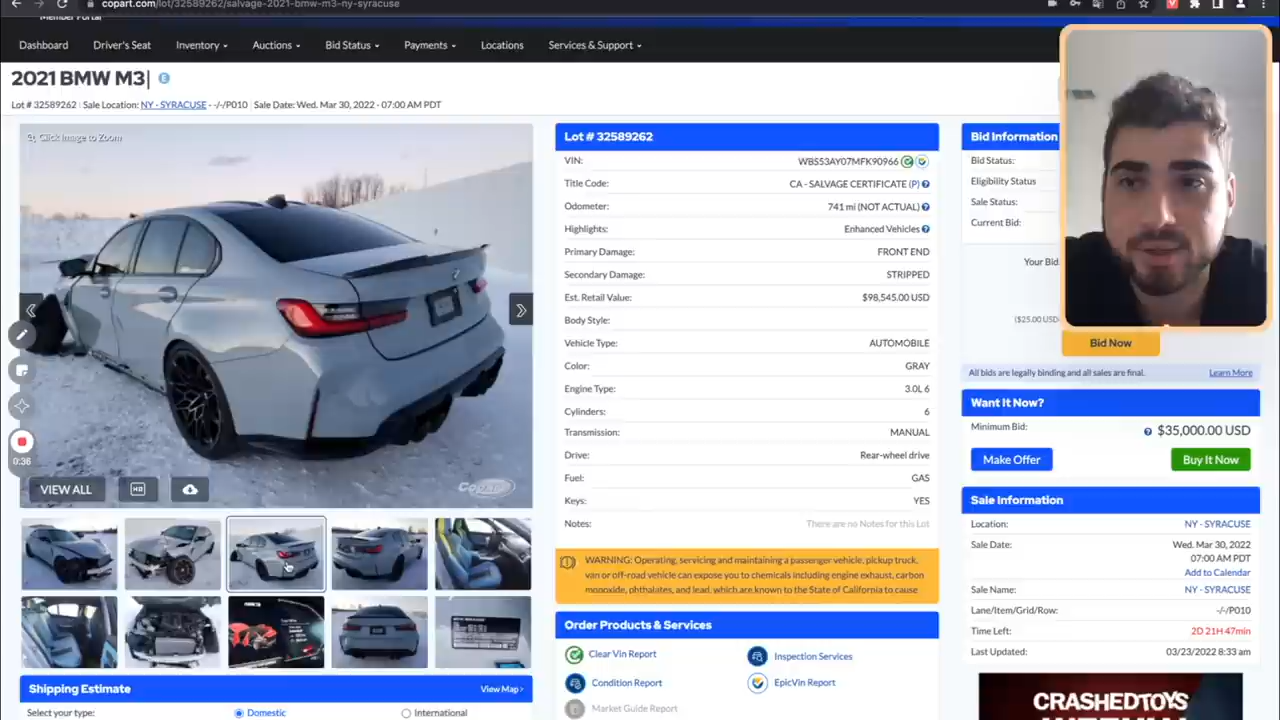 copart.com/lot/32589262/salvage-2021-bmw-m3-ny-syracuse
Member Portal
Dashboard Driver's Seat Inventory Auctions Bid Status Payments Locations Services & Support
2021 BMW M3
E
Lot # 32589262 Sale Location: NY - SYRACUSE - -/-/P010 Sale Date: Wed. Mar 30, 2022 - 07:00 AM PDT
Click Image to Zoom
0:36
VIEW ALL
HD
Copart
Shipping Estimate View Map>
Select your type: Domestic International
Lot # 32589262
VIN: WBS53AY07MFK90966
Title Code: CA - SALVAGE CERTIFICATE (P)
Odometer: 741 mi (NOT ACTUAL)
Highlights: Enhanced Vehicles
Primary Damage: FRONT END
Secondary Damage: STRIPPED
Est. Retail Value: $98,545.00 USD
Body Style:
Vehicle Type: AUTOMOBILE
Color: GRAY
Engine Type: 3.0L 6
Cylinders: 6
Transmission: MANUAL
Drive: Rear-wheel drive
Fuel: GAS
Keys: YES
Notes: There are no Notes for this Lot
WARNING: Operating, servicing and maintaining a passenger vehicle, pickup truck,
van or off-road vehicle can expose you to chemicals including engine exhaust, carbon
monoxide, phthalates, and lead, which are known to the State of California to cause
Order Products & Services
Clear Vin Report Inspection Services
Condition Report EpicVin Report
Market Guide Report
Bid Information
Bid Status:
Eligibility Status
Sale Status:
Current Bid:
Your Bid
($25.00 USD
Bid Now
All bids are legally binding and all sales are final. Learn More
Want It Now?
Minimum Bid: $35,000.00 USD
Make Offer Buy It Now
Sale Information
Location: NY - SYRACUSE
Sale Date: Wed. Mar 30, 2022
07:00 AM PDT
Add to Calendar
Sale Name: NY - SYRACUSE
Lane/Item/Grid/Row: -/-/P010
Time Left: 2D 21H 47min
Last Updated: 03/23/2022 8:33 am
CRASHEDTOYS